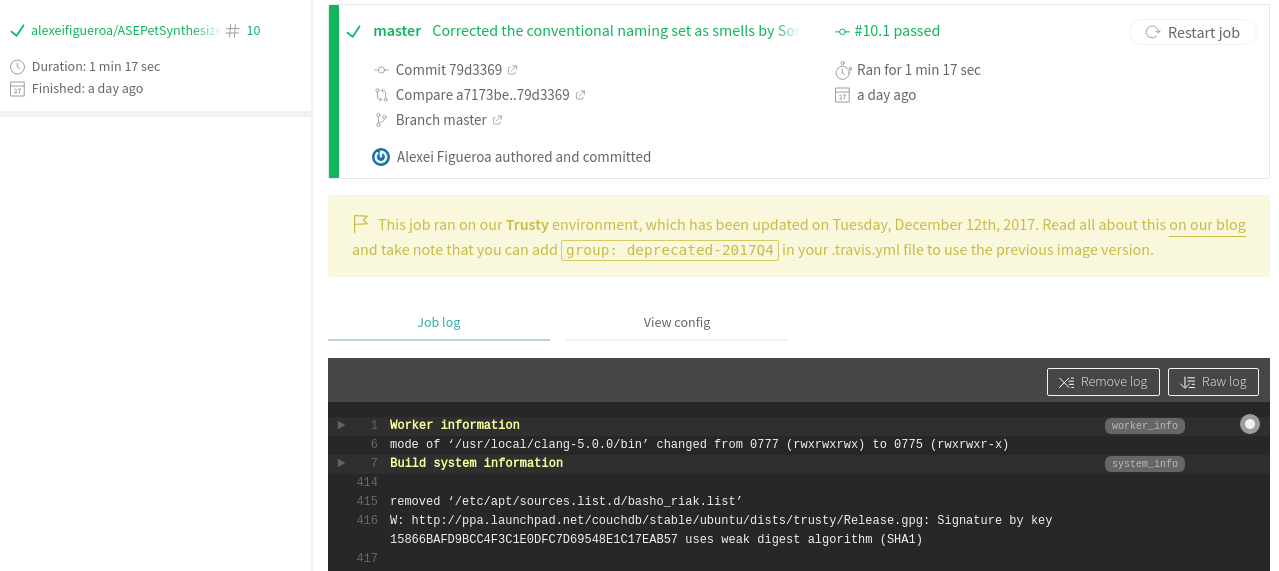 alexeifigueroa/ASEPetSynthesize # 10
Duration: 1 min 17 sec
Finished: a day ago
master Corrected the conventional naming set as smells by
#10.1 passed
Restart job
Commit 79d3369
Compare a7173be..79d3369
Branch master
Ran for 1 min 17 sec
a day ago
Alexei Figueroa authored and committed
This job ran on our Trusty environment, which has been updated on Tuesday, December 12th, 2017. Read all about this on our blog
and take note that you can add group: deprecated-2017Q4 in your .travis.yml file to use the previous image version.
Job log
View config
Remove log
Raw log
1 Worker information worker_info
6 mode of ‘/usr/local/clang-5.0.0/bin’ changed from 0777 (rwxrwxrwx) to 0775 (rwxrwxr-x)
7 Build system information system_info
414
415 removed ‘/etc/apt/sources.list.d/basho_riak.list’
416 W: http://ppa.launchpad.net/couchdb/stable/ubuntu/dists/trusty/Release.gpg: Signature by key
15866BAFD9BCC4F3C1E0DFC7D69548E1C17EAB57 uses weak digest algorithm (SHA1)
417